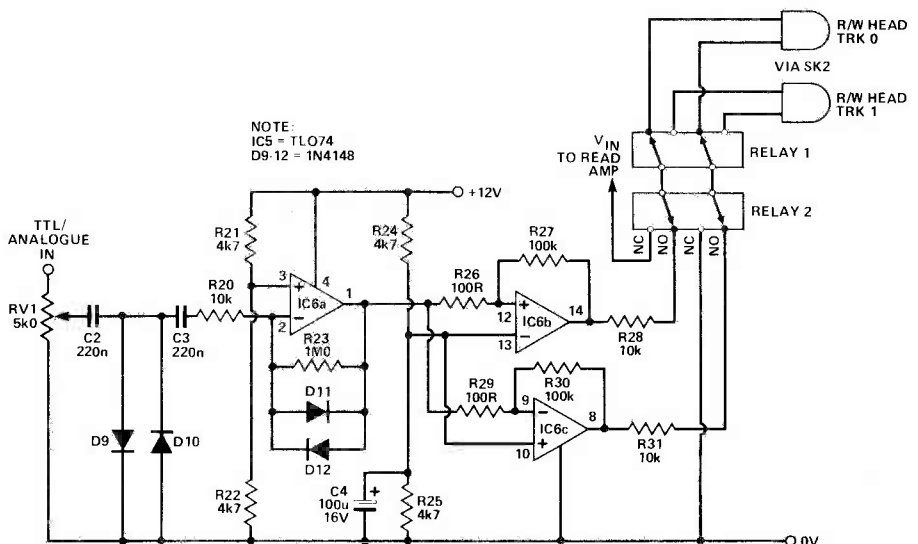 R/W HEAD
TRK 0
VIA SK2
R/W HEAD
TRK 1
NOTE:
IC5 = TL074
D9-12 = 1N4148
VIN
TO READ
AMP
RELAY 1
RELAY 2
NC
NO
NC
NO
+12V
TTL/
ANALOGUE
IN
RV1
5k0
C2
220n
C3
220n
R20
10k
R21
4k7
3
+
4
IC6a
1
2
−
R23
1M0
D11
D12
D9
D10
R22
4k7
R24
4k7
R26
100R
R27
100k
12
+
IC6b
14
13
−
R28
10k
R29
100R
R30
100k
9
−
IC6c
8
10
+
R31
10k
C4
100u
16V
+
R25
4k7
0V